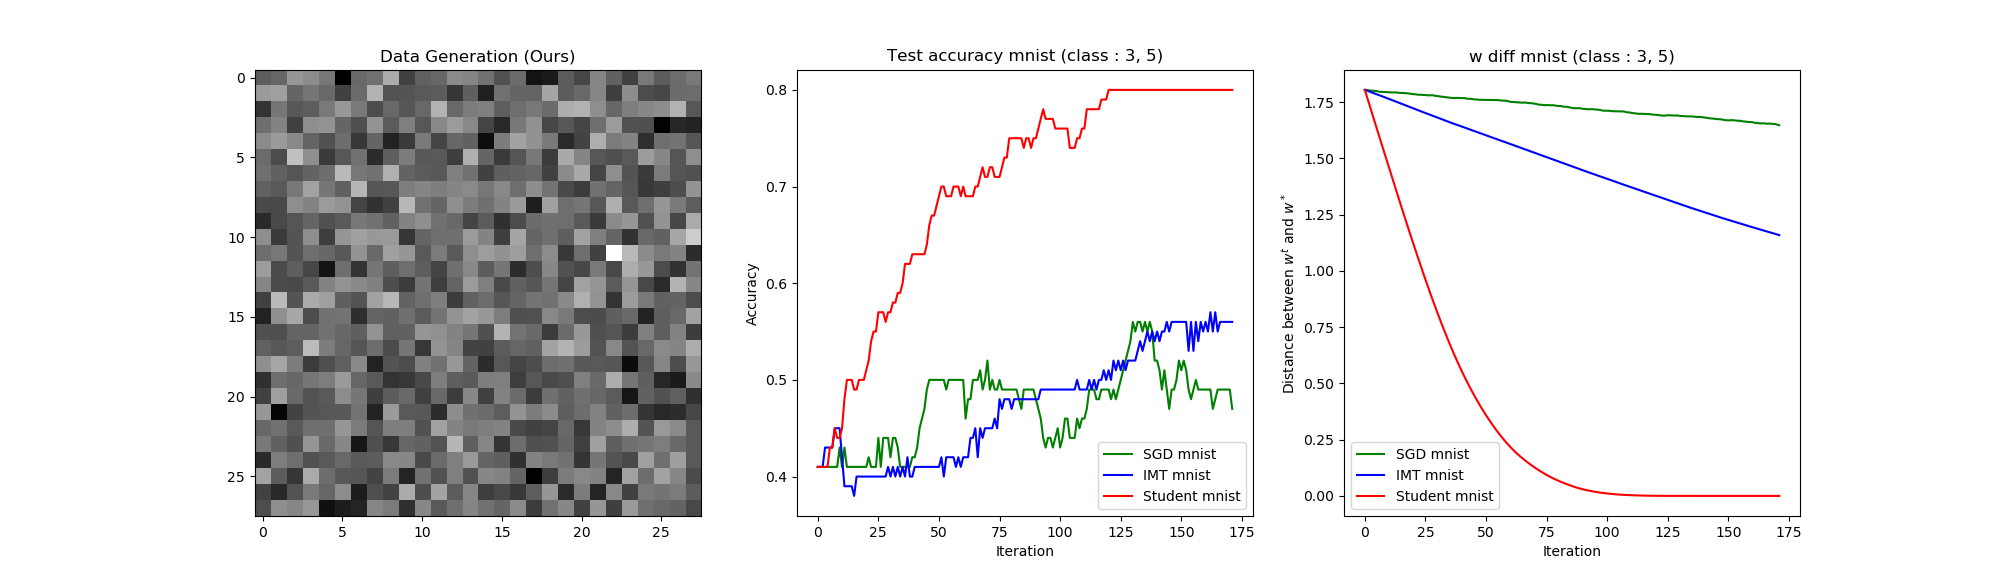 Data Generation (Ours)
0
5
10
15
20
25
0 5 10 15 20 25
Test accuracy mnist (class : 3, 5)
Accuracy
0.8
0.7
0.6
0.5
0.4
SGD mnist
IMT mnist
Student mnist
0 25 50 75 100 125 150 175
Iteration
w diff mnist (class : 3, 5)
Distance between w^t and w^*
1.75
1.50
1.25
1.00
0.75
0.50
0.25
0.00
SGD mnist
IMT mnist
Student mnist
0 25 50 75 100 125 150 175
Iteration